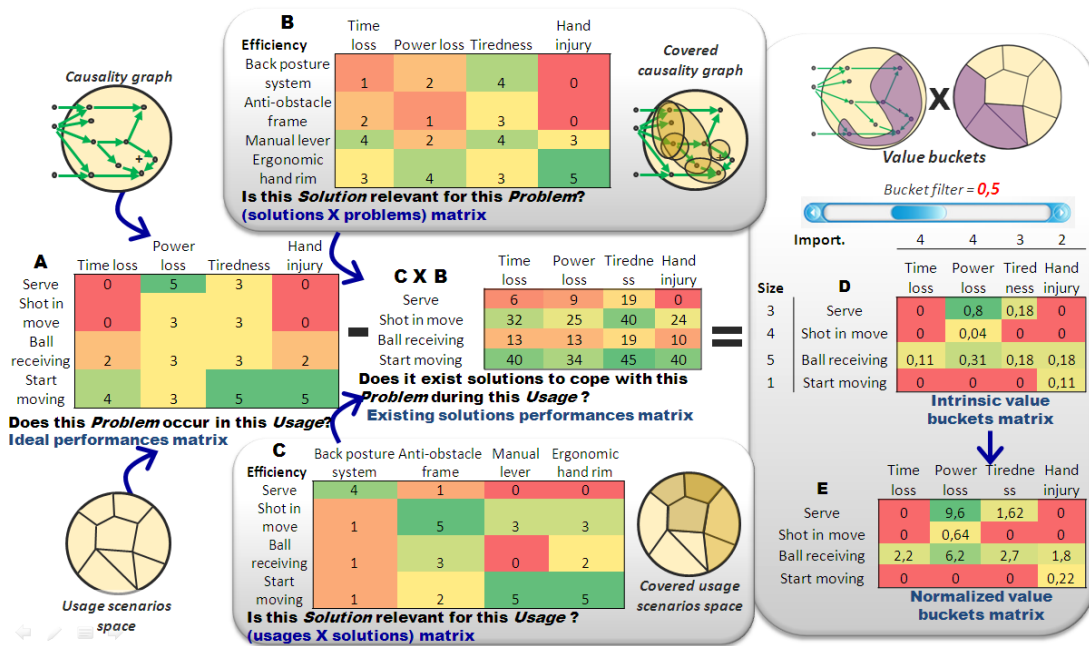 B
Efficiency
Time loss Power loss Tiredness Hand injury
Back posture system 1 2 4 0
Anti-obstacle frame 2 1 3 0
Manual lever 4 2 4 3
Ergonomic hand rim 3 4 3 5
Is this Solution relevant for this Problem?
(solutions X problems) matrix
Covered
causality graph
Causality graph
+
+
A
Time loss Power loss Tiredness Hand injury
Serve 0 5 3 0
Shot in move 0 3 3 0
Ball receiving 2 3 3 2
Start moving 4 3 5 5
Does this Problem occur in this Usage?
Ideal performances matrix
Usage scenarios
space
-
C X B
Time loss Power loss Tiredne ss Hand injury
Serve 6 9 19 0
Shot in move 32 25 40 24
Ball receiving 13 13 19 10
Start moving 40 34 45 40
Does it exist solutions to cope with this
Problem during this Usage ?
Existing solutions performances matrix
=
C
Efficiency
Back posture system Anti-obstacle frame Manual lever Ergonomic hand rim
Serve 4 1 0 0
Shot in move 1 5 3 3
Ball receiving 1 3 0 2
Start moving 1 2 5 5
Is this Solution relevant for this Usage ?
(usages X solutions) matrix
Covered usage
scenarios space
X
Value buckets
Bucket filter = 0,5
Import. 4 4 3 2
Size D
Time loss Power loss Tired ness Hand injury
3 Serve 0 0,8 0,18 0
4 Shot in move 0 0,04 0 0
5 Ball receiving 0,11 0,31 0,18 0,18
1 Start moving 0 0 0 0,11
Intrinsic value
buckets matrix
E
Time loss Power loss Tiredne ss Hand injury
Serve 0 9,6 1,62 0
Shot in move 0 0,64 0 0
Ball receiving 2,2 6,2 2,7 1,8
Start moving 0 0 0 0,22
Normalized value
buckets matrix